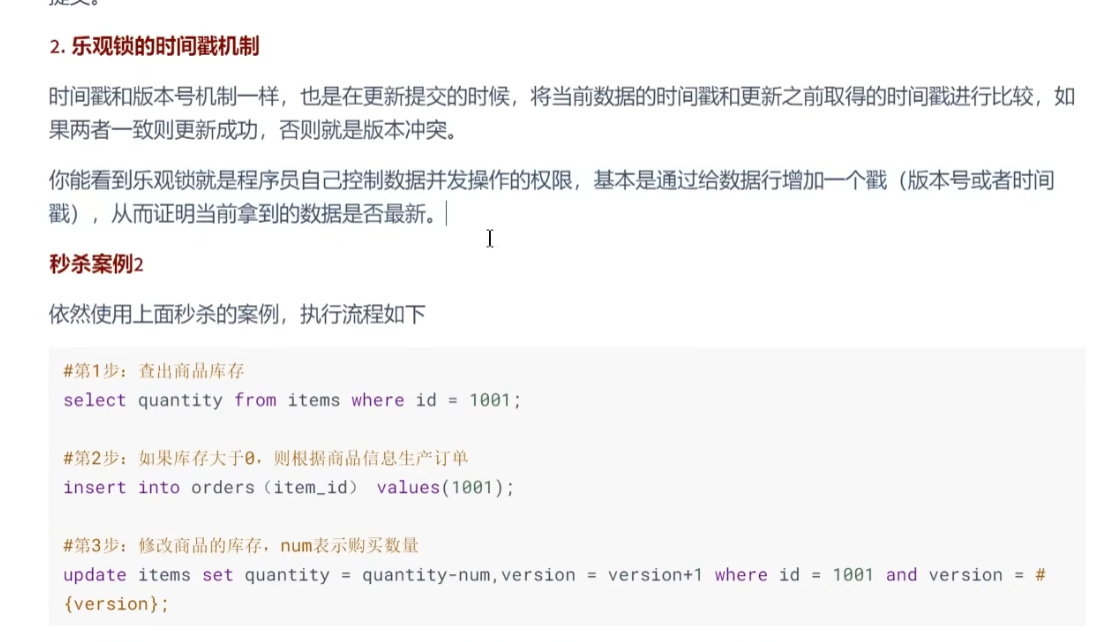 提交。
2. 乐观锁的时间戳机制
时间戳和版本号机制一样，也是在更新提交的时候，将当前数据的时间戳和更新之前取得的时间戳进行比较，如
果两者一致则更新成功，否则就是版本冲突。
你能看到乐观锁就是程序员自己控制数据并发操作的权限，基本是通过给数据行增加一个戳（版本号或者时间
戳），从而证明当前拿到的数据是否最新。
秒杀案例2
依然使用上面秒杀的案例，执行流程如下
#第1步：查出商品库存
select quantity from items where id = 1001;
#第2步：如果库存大于0，则根据商品信息生产订单
insert into orders（item_id） values(1001);
#第3步：修改商品的库存，num表示购买数量
update items set quantity = quantity-num,version = version+1 where id = 1001 and version = #
{version};